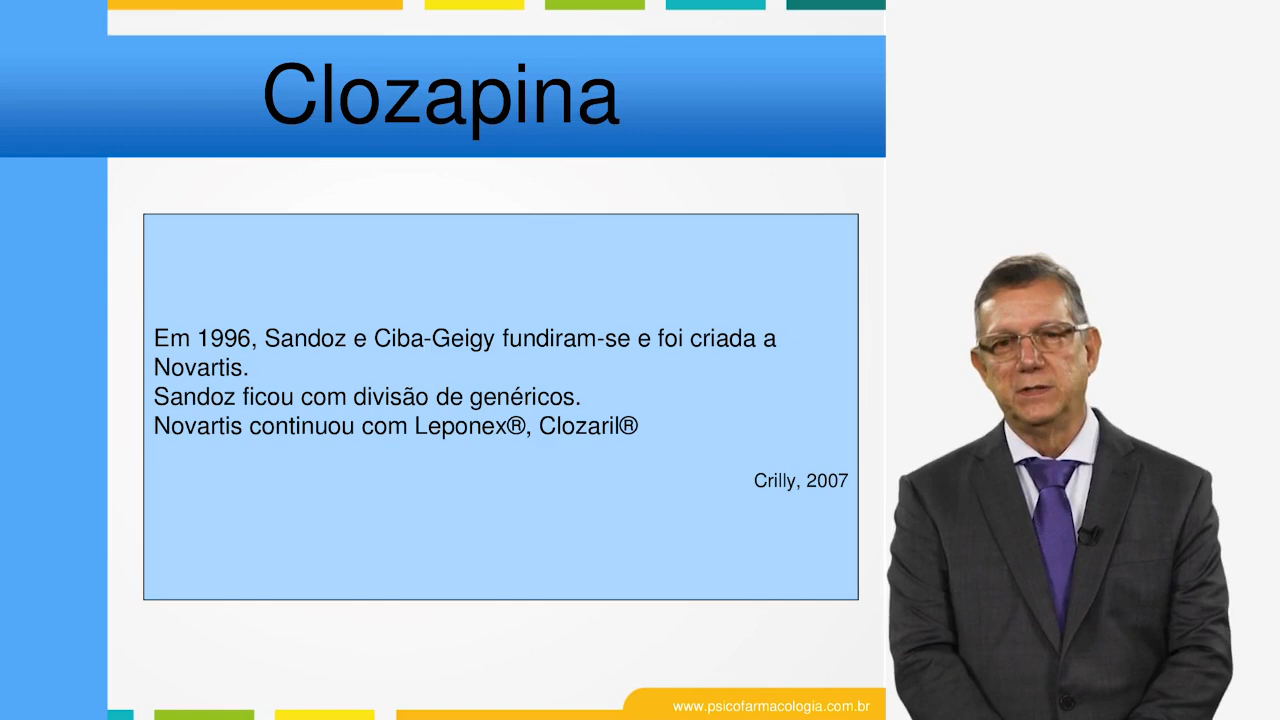 Clozapina
Em 1996, Sandoz e Ciba-Geigy fundiram-se e foi criada a
Novartis.
Sandoz ficou com divisão de genéricos.
Novartis continuou com Leponex®, Clozaril®
Crilly, 2007
www.psicofarmacologia.com.br